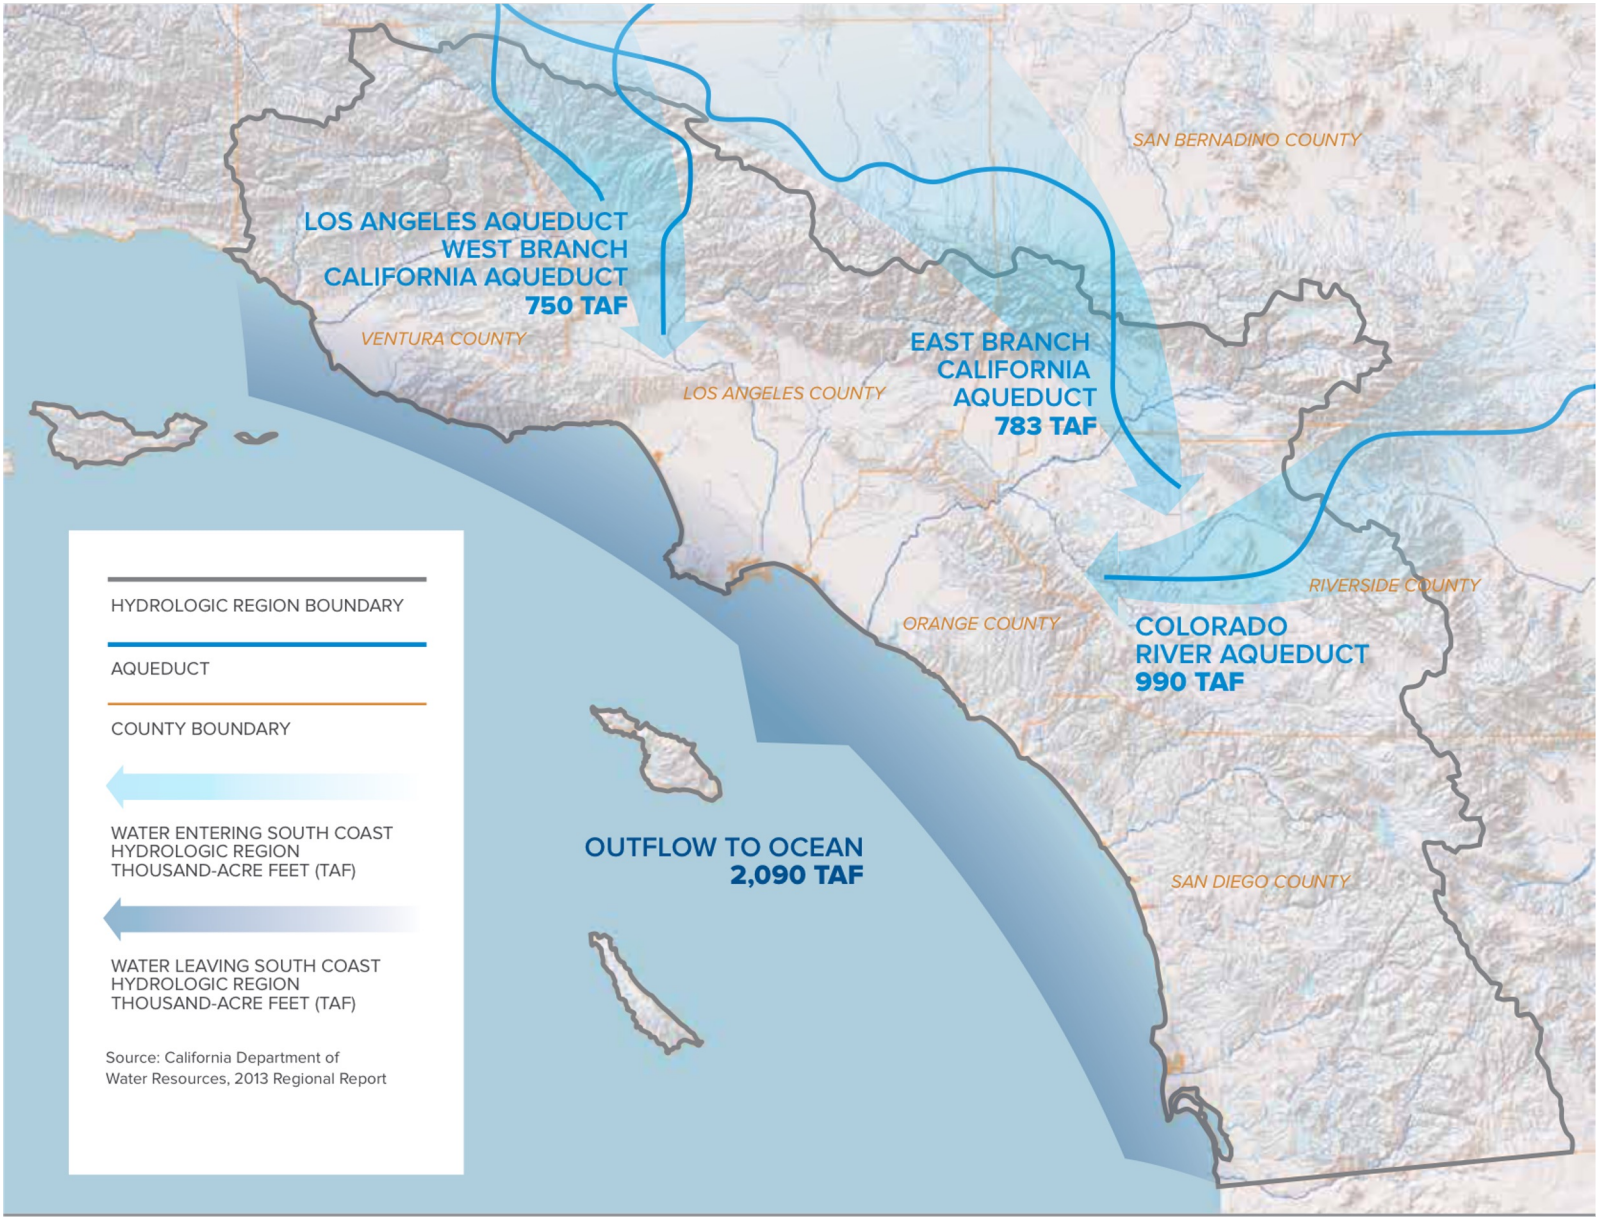 SAN BERNADINO COUNTY
LOS ANGELES AQUEDUCT
WEST BRANCH
CALIFORNIA AQUEDUCT
750 TAF
VENTURA COUNTY
EAST BRANCH
CALIFORNIA
AQUEDUCT
783 TAF
LOS ANGELES COUNTY
RIVERSIDE COUNTY
ORANGE COUNTY
COLORADO
RIVER AQUEDUCT
990 TAF
OUTFLOW TO OCEAN
2,090 TAF
SAN DIEGO COUNTY
HYDROLOGIC REGION BOUNDARY
AQUEDUCT
COUNTY BOUNDARY
WATER ENTERING SOUTH COAST
HYDROLOGIC REGION
THOUSAND-ACRE FEET (TAF)
WATER LEAVING SOUTH COAST
HYDROLOGIC REGION
THOUSAND-ACRE FEET (TAF)
Source: California Department of
Water Resources, 2013 Regional Report